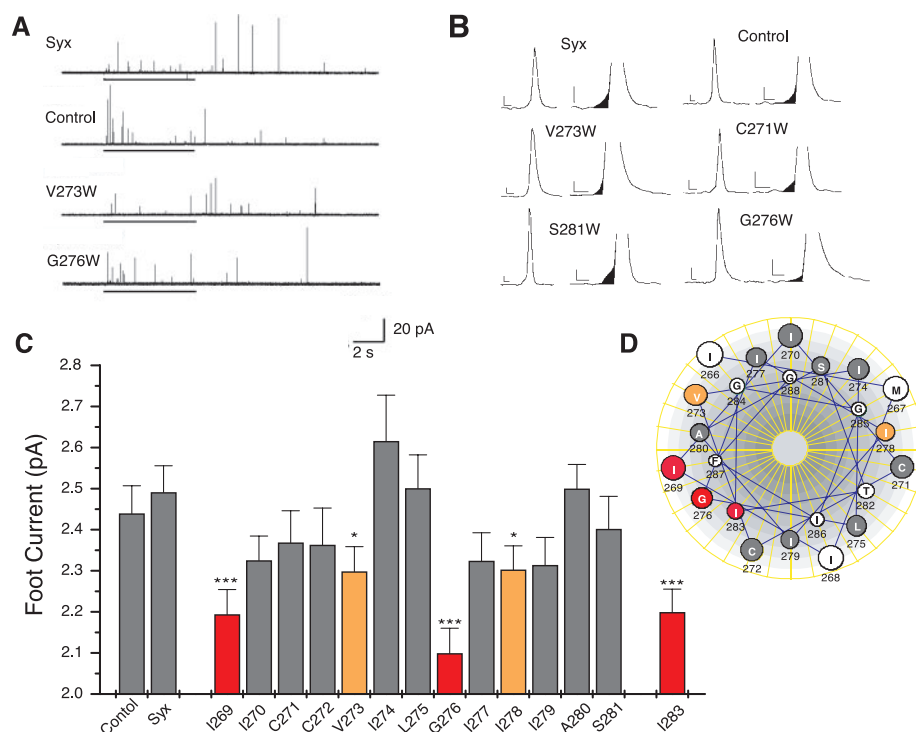 A
Syx
Control
V273W
G276W
20 pA
2 s
B
Syx
Control
V273W
C271W
S281W
G276W
C
Foot Current (pA)
2.8
2.7
2.6
2.5
2.4
2.3
2.2
2.1
2.0
***
*
***
*
***
Contol
Syx
I269
I270
C271
C272
V273
I274
L275
G276
I277
I278
I279
A280
S281
I283
D
I
266
I
277
I
270
S
281
I
274
M
267
V
273
G
284
G
288
G
285
I
278
A
280
F
287
C
271
I
269
G
276
I
283
T
282
I
286
L
275
C
272
I
279
I
268